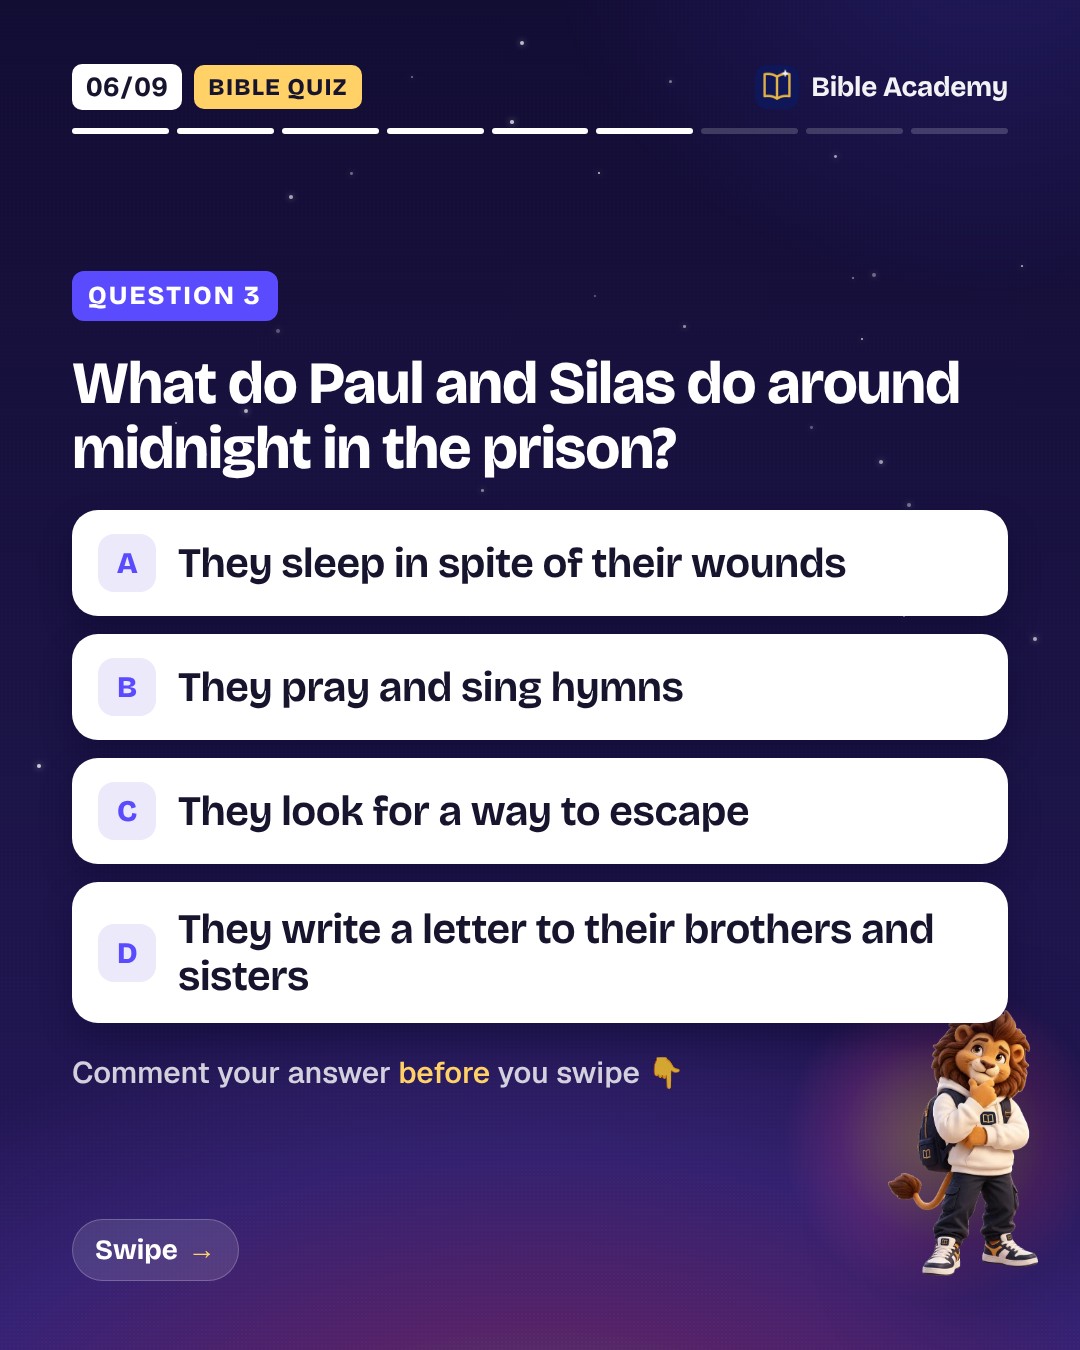 06/09
BIBLE QUIZ
Bible Academy
QUESTION 3
What do Paul and Silas do around
midnight in the prison?
A
They sleep in spite of their wounds
B
They pray and sing hymns
C
They look for a way to escape
D
They write a letter to their brothers and
sisters
Comment your answer before you swipe 👇
Swipe →